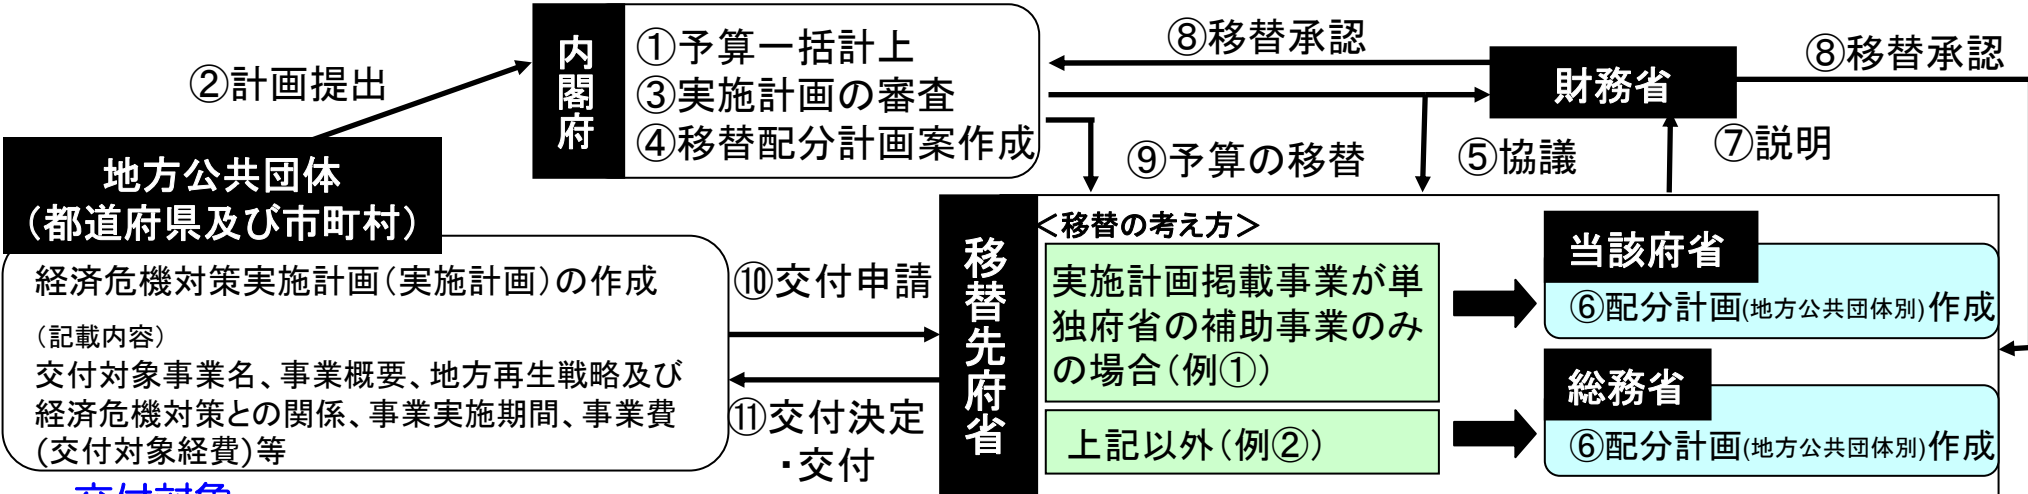 ②計画提出
内閣府
①予算一括計上
③実施計画の審査
④移替配分計画案作成
⑧移替承認
財務省
⑧移替承認
⑨予算の移替
⑤協議
⑦説明
地方公共団体
(都道府県及び市町村)
経済危機対策実施計画(実施計画)の作成
(記載内容)
交付対象事業名、事業概要、地方再生戦略及び
経済危機対策との関係、事業実施期間、事業費
(交付対象経費)等
⑩交付申請
⑪交付決定
・交付
移替先府省
<移替の考え方>
実施計画掲載事業が単
独府省の補助事業のみ
の場合(例①)
上記以外(例②)
当該府省
⑥配分計画(地方公共団体別)作成
総務省
⑥配分計画(地方公共団体別)作成
交付対象